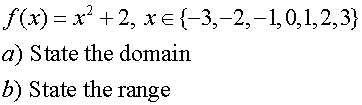 f(x) = x² + 2, x ∈ {−3,−2,−1,0,1,2,3}
a) State the domain
b) State the range